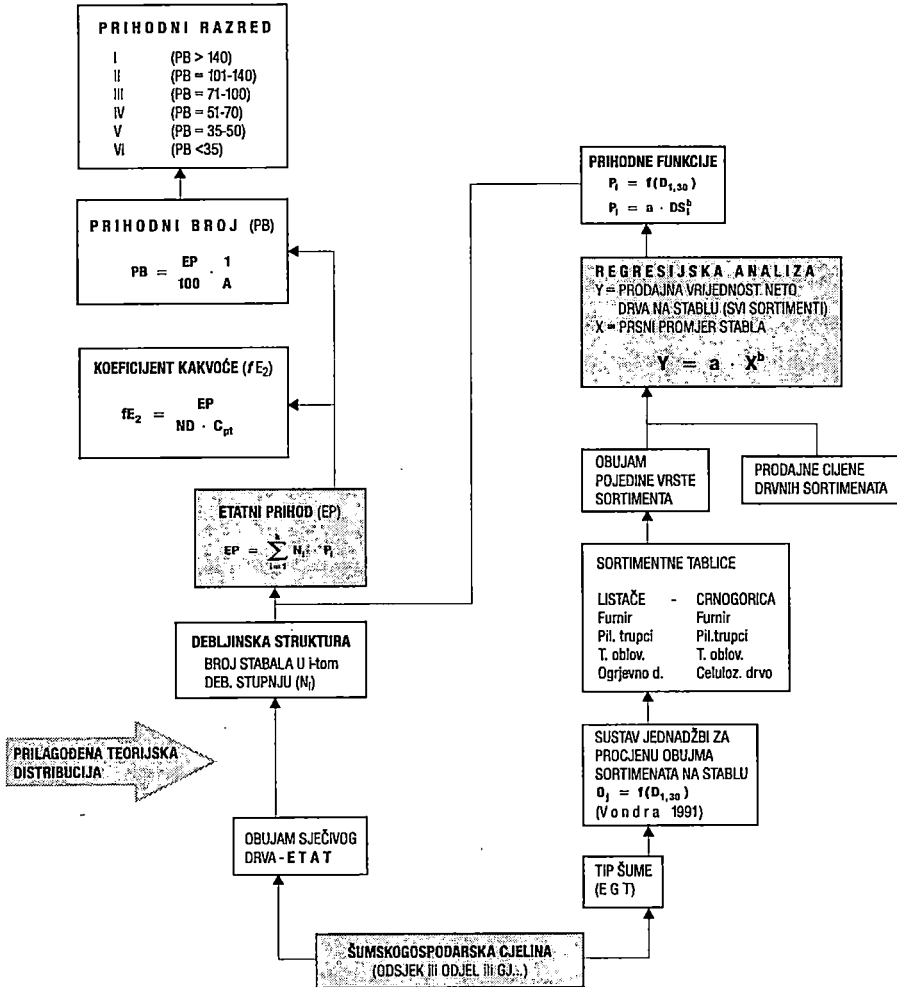 PRIHODNI RAZRED
I (PB > 140)
II (PB = 101-140)
III (PB = 71-100)
IV (PB = 51-70)
V (PB = 35-50)
VI (PB <35)
PRIHODNI BROJ (PB)
PB = EP/100 · 1/A
KOEFICIJENT KAKVOĆE (fE₂)
fE₂ = EP/(ND · Cpt)
ETATNI PRIHOD (EP)
EP = ∑ Nᵢ · Pᵢ
DEBLJINSKA STRUKTURA
BROJ STABALA U i-tom
DEB. STUPNJU (Nᵢ)
PRILAGOĐENA TEORIJSKA
DISTRIBUCIJA
OBUJAM SJEČIVOG
DRVA - ETAT
PRIHODNE FUNKCIJE
Pᵢ = f(D₁,₃₀)
Pᵢ = a · DSᵢᵇ
REGRESIJSKA ANALIZA
Y = PRODAJNA VRIJEDNOST NETO
DRVA NA STABLU (SVI SORTIMENTI)
X = PRSNI PROMJER STABLA
Y = a · Xᵇ
OBUJAM
POJEDINE VRSTE
SORTIMENTA
PRODAJNE CIJENE
DRVNIH SORTIMENATA
SORTIMENTNE TABLICE
LISTAČE - CRNOGORICA
Furnir Furnir
Pil. trupci Pil.trupci
T. oblov. T. oblov.
Ogrjevno d. Celuloz. drvo
SUSTAV JEDNADŽBI ZA
PROCJENU OBUJMA
SORTIMENATA NA STABLU
Oⱼ = f(D₁,₃₀)
(Vondra 1991)
TIP ŠUME
(E G T)
ŠUMSKOGOSPODARSKA CJELINA
(ODSJEK ili ODJEL ili GJ...)